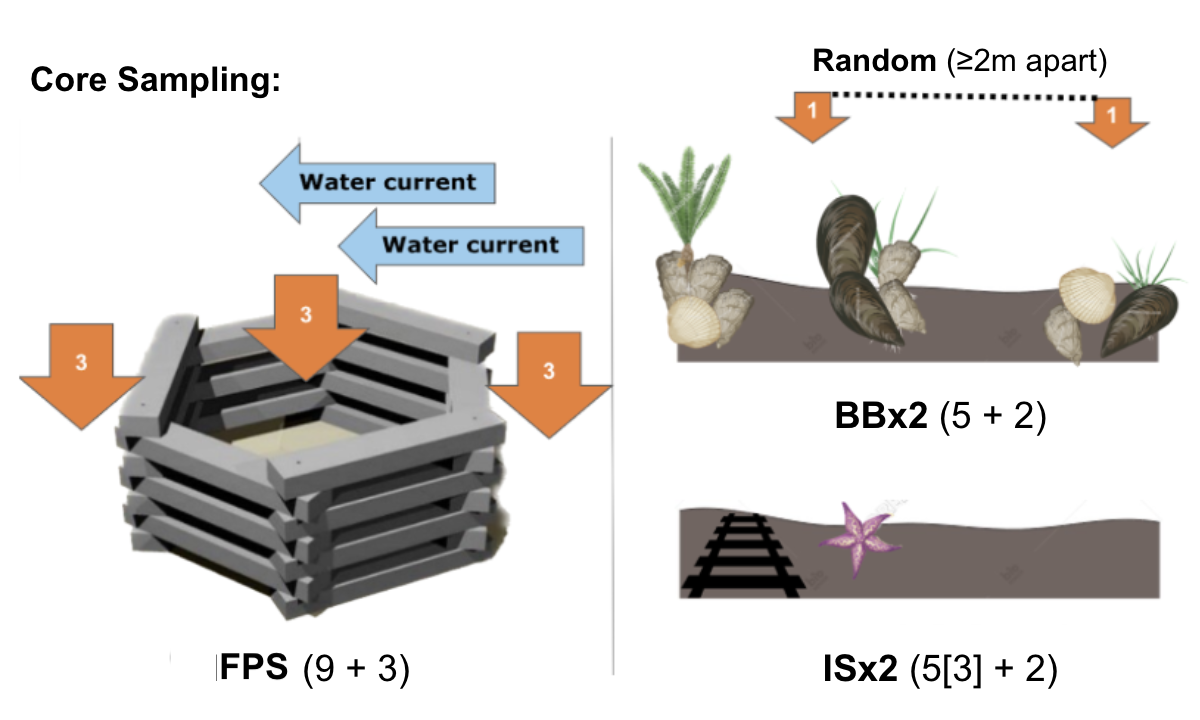 Core Sampling:
Random (≥2m apart)
1
1
Water current
Water current
3
3
3
BBx2 (5 + 2)
FPS (9 + 3)
ISx2 (5[3] + 2)